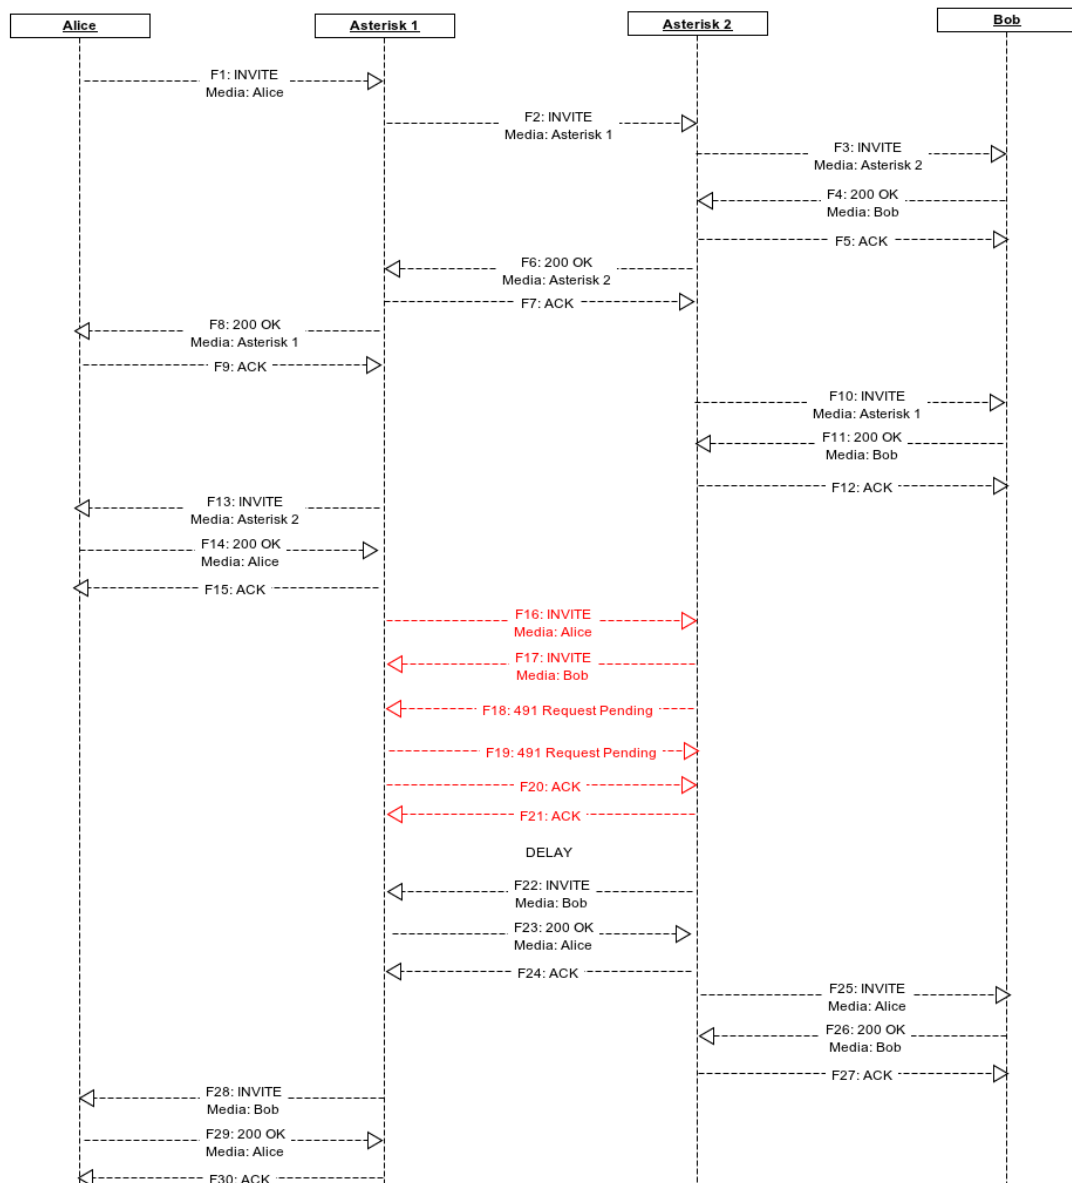 Alice
Asterisk 1
Asterisk 2
Bob
F1: INVITE
Media: Alice
F2: INVITE
Media: Asterisk 1
F3: INVITE
Media: Asterisk 2
F4: 200 OK
Media: Bob
F5: ACK
F6: 200 OK
Media: Asterisk 2
F7: ACK
F8: 200 OK
Media: Asterisk 1
F9: ACK
F10: INVITE
Media: Asterisk 1
F11: 200 OK
Media: Bob
F12: ACK
F13: INVITE
Media: Asterisk 2
F14: 200 OK
Media: Alice
F15: ACK
F16: INVITE
Media: Alice
F17: INVITE
Media: Bob
F18: 491 Request Pending
F19: 491 Request Pending
F20: ACK
F21: ACK
DELAY
F22: INVITE
Media: Bob
F23: 200 OK
Media: Alice
F24: ACK
F25: INVITE
Media: Alice
F26: 200 OK
Media: Bob
F27: ACK
F28: INVITE
Media: Bob
F29: 200 OK
Media: Alice
F30: ACK